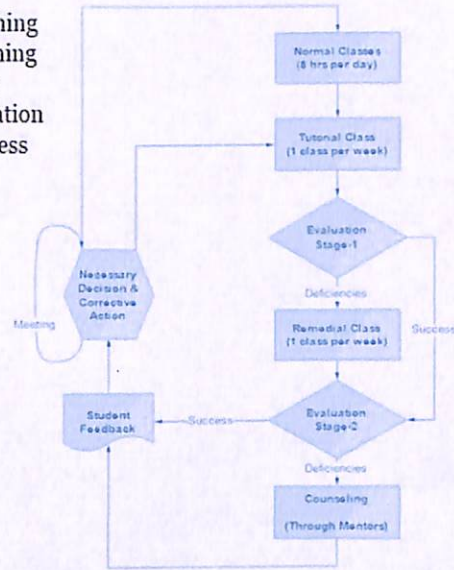 ning
ning
ation
ess
Normal Classes
(8 hrs per day)
Tutorial Class
(1 class per week)
Evaluation
Stage-1
Necessary
Decision &
Corrective
Action
Deficiencies
Meeting
Remedial Class
(1 class per week)
Success
Student
Feedback
Success
Evaluation
Stage-2
Deficiencies
Counseling
(Through Mentors)